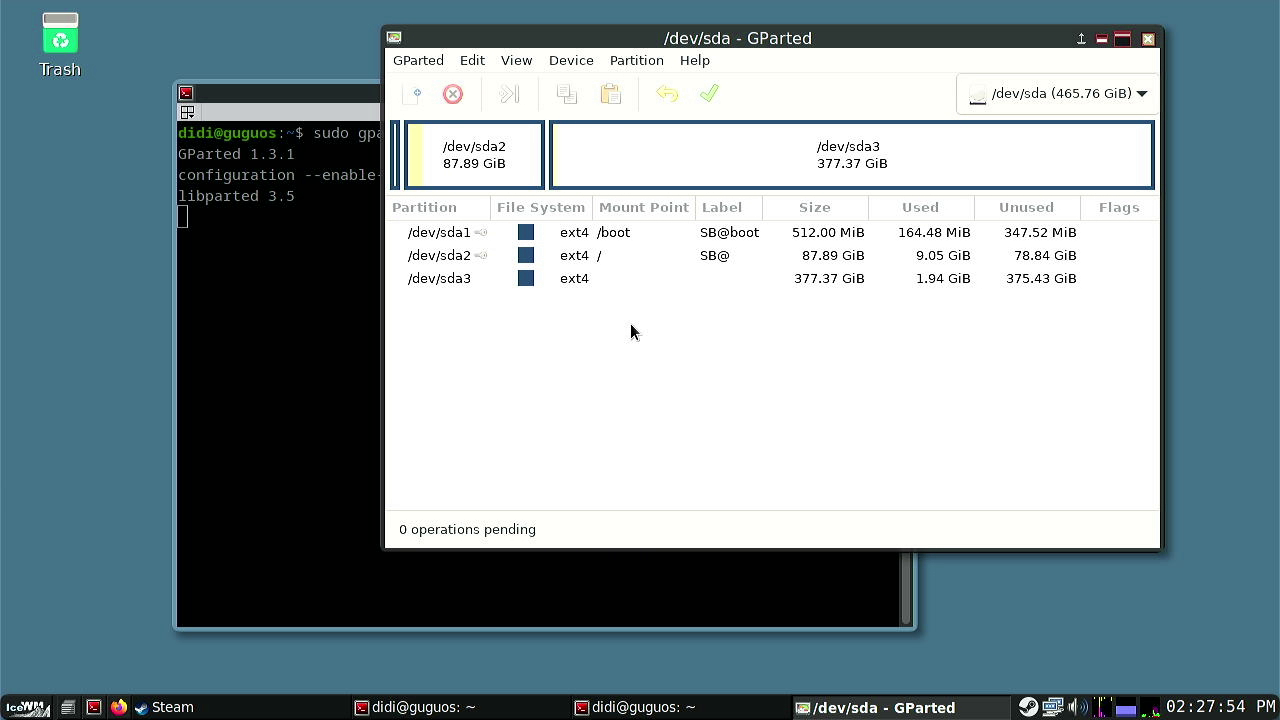 Trash
/dev/sda - GParted
GParted Edit View Device Partition Help
/dev/sda (465.76 GiB)
/dev/sda2
87.89 GiB
/dev/sda3
377.37 GiB
Partition File System Mount Point Label Size Used Unused Flags
/dev/sda1 ext4 /boot SB@boot 512.00 MiB 164.48 MiB 347.52 MiB
/dev/sda2 ext4 / SB@ 87.89 GiB 9.05 GiB 78.84 GiB
/dev/sda3 ext4 377.37 GiB 1.94 GiB 375.43 GiB
0 operations pending
didi@guguos:~$ sudo gpa
GParted 1.3.1
configuration --enable-
libparted 3.5
IceWM Steam didi@guguos: ~ didi@guguos: ~ /dev/sda - GParted 02:27:54 PM